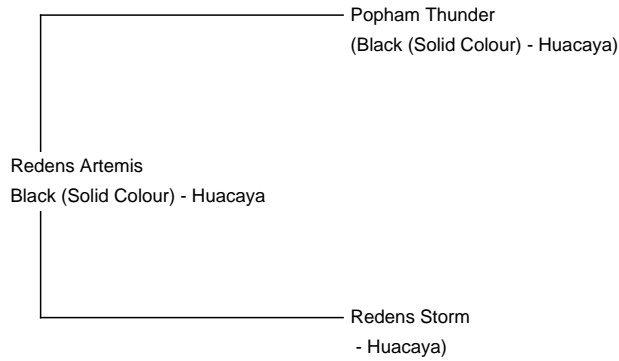 Popham Thunder
(Black (Solid Colour) - Huacaya)
Redens Artemis
Black (Solid Colour) - Huacaya
Redens Storm
- Huacaya)